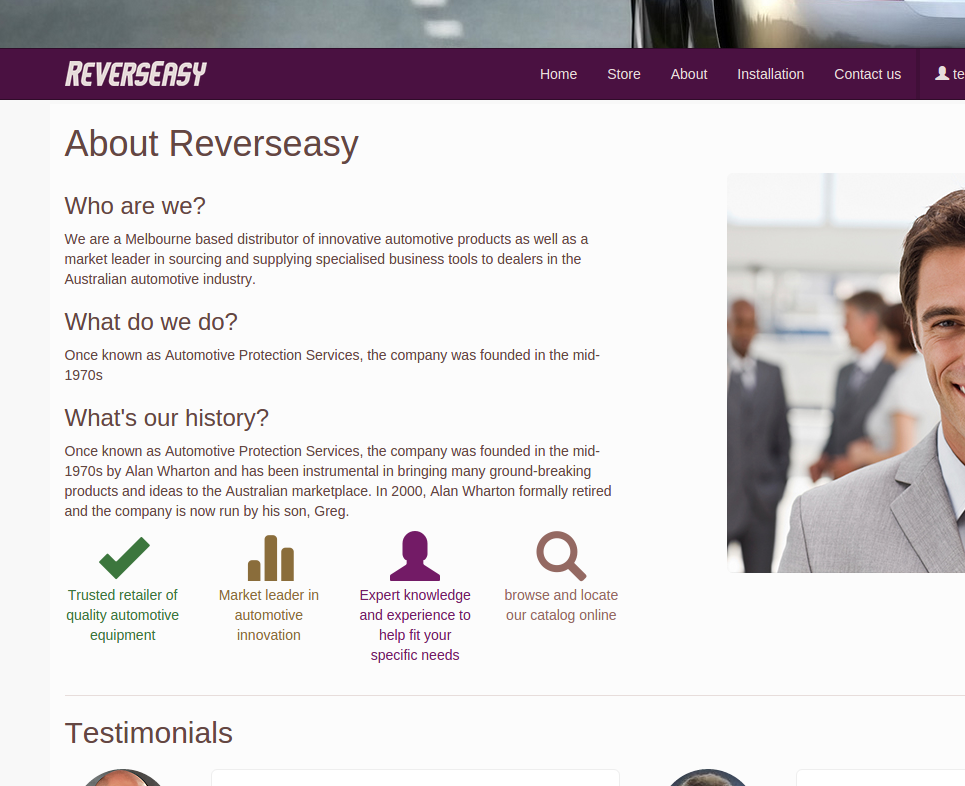 REVERSEASY
Home Store About Installation Contact us te
About Reverseasy
Who are we?
We are a Melbourne based distributor of innovative automotive products as well as a
market leader in sourcing and supplying specialised business tools to dealers in the
Australian automotive industry.
What do we do?
Once known as Automotive Protection Services, the company was founded in the mid-
1970s
What's our history?
Once known as Automotive Protection Services, the company was founded in the mid-
1970s by Alan Wharton and has been instrumental in bringing many ground-breaking
products and ideas to the Australian marketplace. In 2000, Alan Wharton formally retired
and the company is now run by his son, Greg.
Trusted retailer of
quality automotive
equipment
Market leader in
automotive
innovation
Expert knowledge
and experience to
help fit your
specific needs
browse and locate
our catalog online
Testimonials